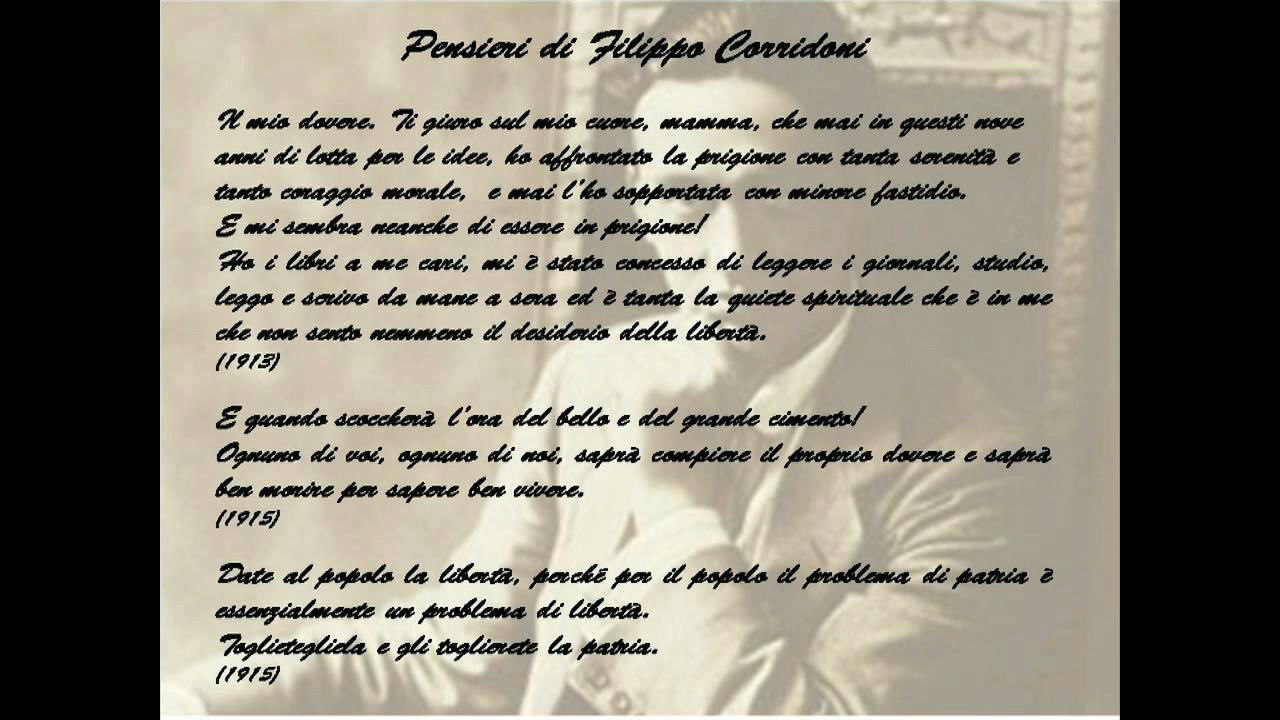 Pensieri di Filippo Corridoni
Il mio dovere. Ti giuro sul mio cuore, mamma, che mai in questi nove
anni di lotta per le idee, ho affrontato la prigione con tanta serenità e
tanto coraggio morale, e mai l'ho sopportata con minore fastidio.
E mi sembra neanche di essere in prigione!
Ho i libri a me cari, mi è stato concesso di leggere i giornali, studio,
leggo e scrivo da mane a sera ed è tanta la quiete spirituale che è in me
che non sento nemmeno il desiderio della libertà.
(1913)
E quando scoccherà l'ora del bello e del grande cimento!
Ognuno di voi, ognuno di noi, saprà compiere il proprio dovere e saprà
ben morire per sapere ben vivere.
(1915)
Date al popolo la libertà, perché per il popolo il problema di patria è
essenzialmente un problema di libertà.
Toglietegliela e gli toglierete la patria.
(1915)